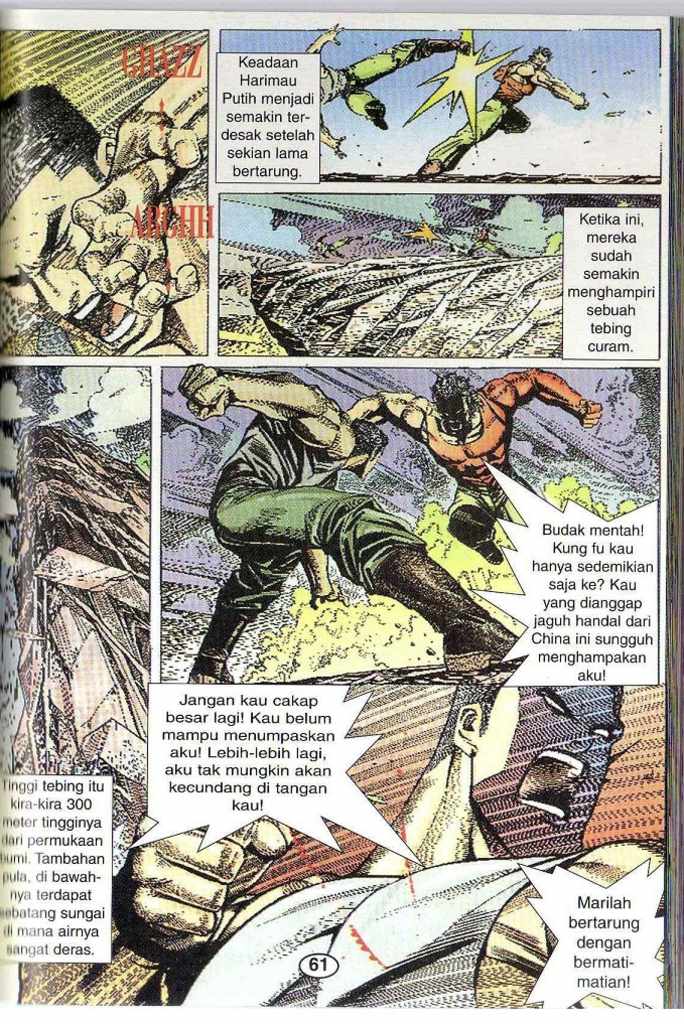 GHAZZ
ARGHH
Keadaan
Harimau
Putih menjadi
semakin ter-
desak setelah
sekian lama
bertarung.
Ketika ini,
mereka
sudah
semakin
menghampiri
sebuah
tebing
curam.
Tinggi tebing itu
kira-kira 300
meter tingginya
dari permukaan
bumi. Tambahan
pula, di bawah-
nya terdapat
sebatang sungai
di mana airnya
sangat deras.
Budak mentah!
Kung fu kau
hanya sedemikian
saja ke? Kau
yang dianggap
jaguh handal dari
China ini sungguh
menghampakan
aku!
Jangan kau cakap
besar lagi! Kau belum
mampu menumpaskan
aku! Lebih-lebih lagi,
aku tak mungkin akan
kecundang di tangan
kau!
Marilah
bertarung
dengan
bermati-
matian!
61